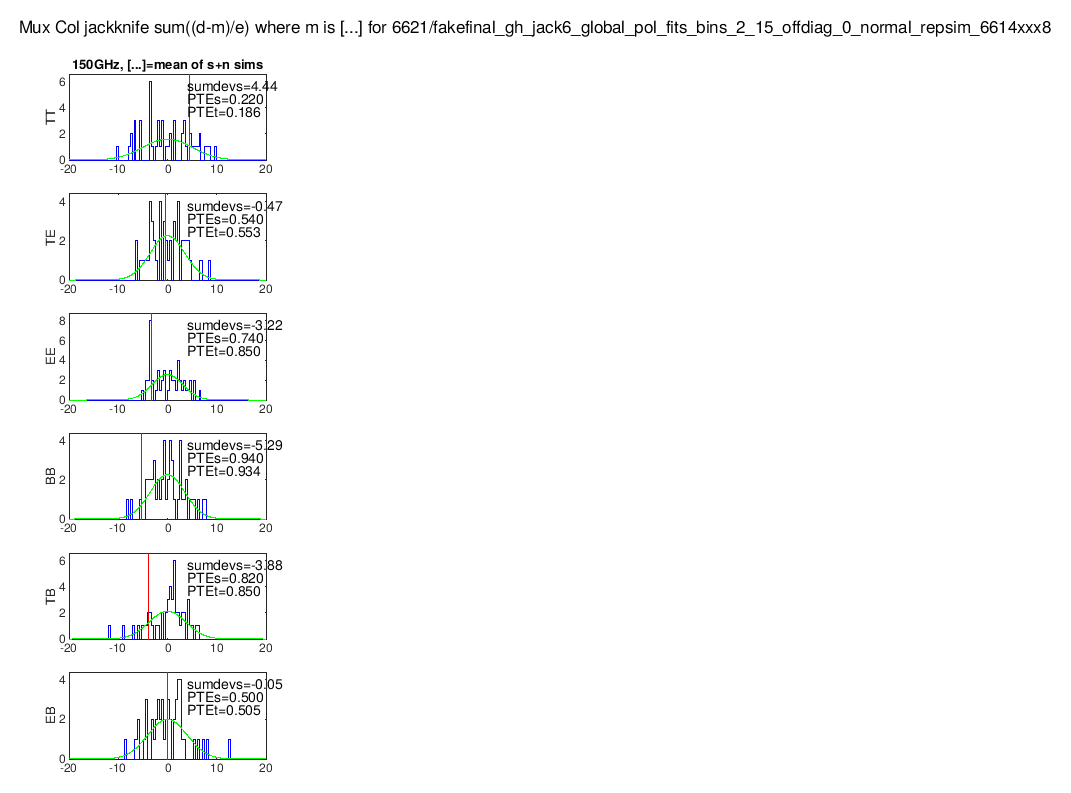 Mux Col jackknife sum((d-m)/e) where m is [...] for 6621/fakefinal_gh_jack6_global_pol_fits_bins_2_15_offdiag_0_normal_repsim_6614xxx8
150GHz, [...]=mean of s+n sims
TT
6
4
2
0
sumdevs=4.44
PTEs=0.220
PTEt=0.186
-20 -10 0 10 20
TE
4
2
0
sumdevs=-0.47
PTEs=0.540
PTEt=0.553
-20 -10 0 10 20
EE
8
6
4
2
0
sumdevs=-3.22
PTEs=0.740
PTEt=0.850
-20 -10 0 10 20
BB
4
2
0
sumdevs=-5.29
PTEs=0.940
PTEt=0.934
-20 -10 0 10 20
TB
6
4
2
0
sumdevs=-3.88
PTEs=0.820
PTEt=0.850
-20 -10 0 10 20
EB
4
2
0
sumdevs=-0.05
PTEs=0.500
PTEt=0.505
-20 -10 0 10 20